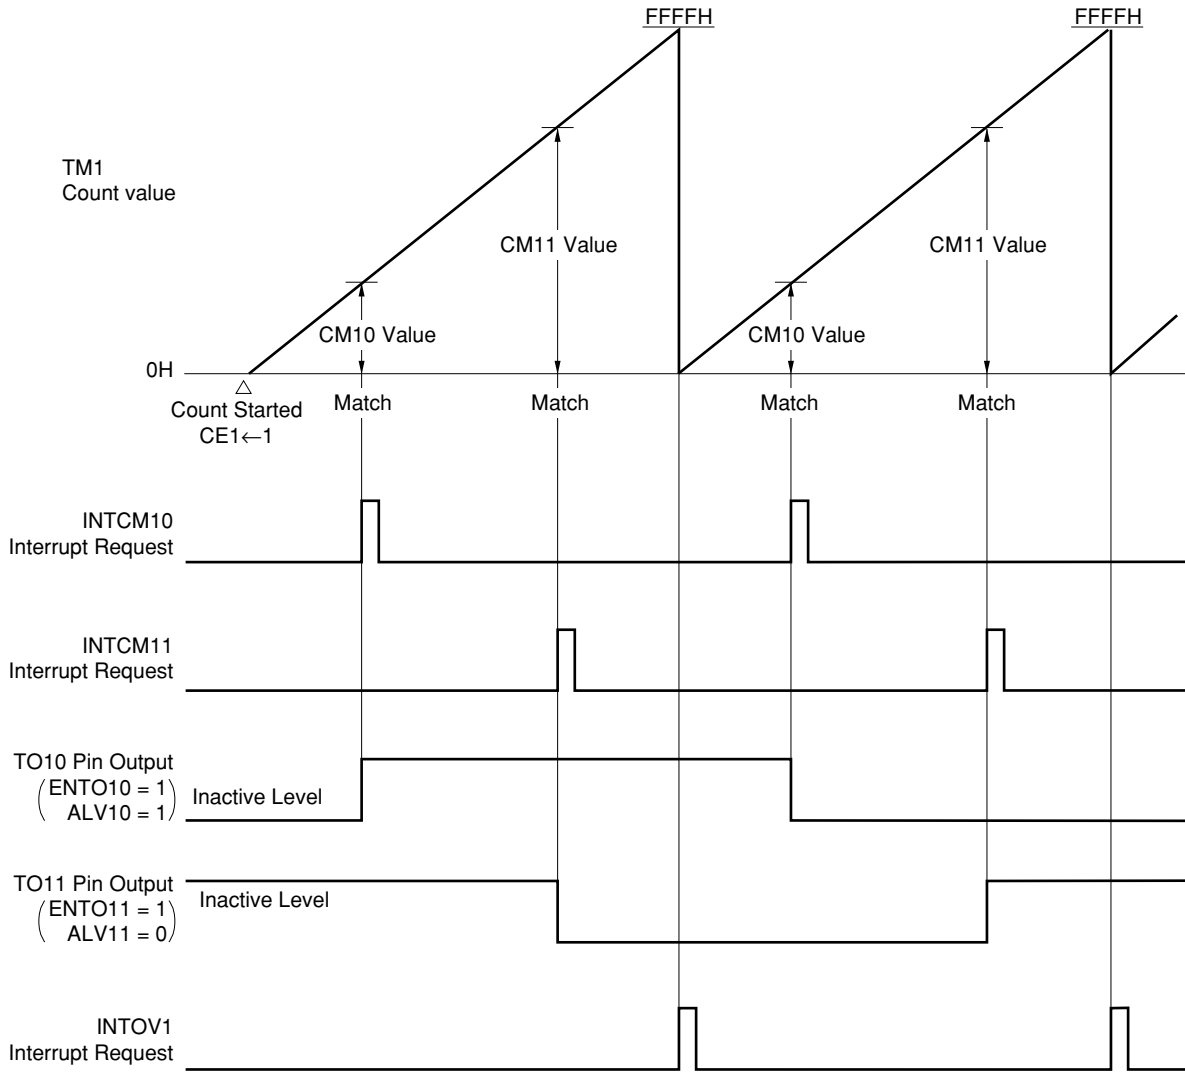 FFFFH
FFFFH
TM1
Count value
CM11 Value
CM11 Value
CM10 Value
CM10 Value
0H
Count Started
CE1←1
Match
Match
Match
Match
INTCM10
Interrupt Request
INTCM11
Interrupt Request
TO10 Pin Output
(ENTO10 = 1
ALV10 = 1)
Inactive Level
TO11 Pin Output
(ENTO11 = 1
ALV11 = 0)
Inactive Level
INTOV1
Interrupt Request